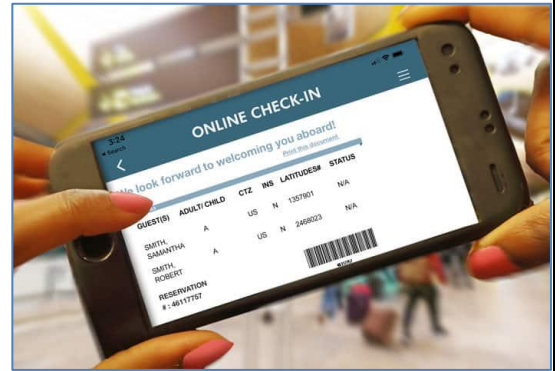 3:24
◀ Search
ONLINE CHECK-IN
We look forward to welcoming you aboard!
Print this document.
GUEST(S) ADULT/ CHILD CTZ INS LATITUDES# STATUS
SMITH, SAMANTHA A US N 1357901 N/A
SMITH, ROBERT A US N 2468023 N/A
RESERVATION
# : 46117757